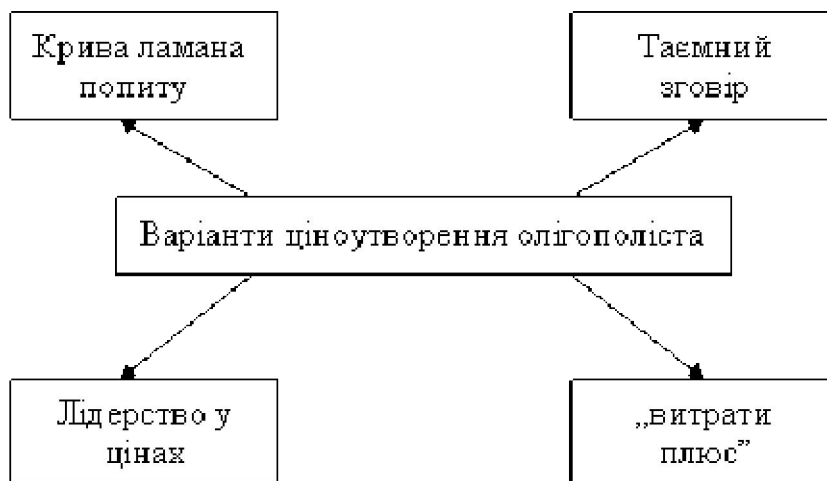 Крива ламана
попиту
Таємний
зговір
Варіанти ціноутворення олігополіста
Лідерство у
цінах
„витрати
плюс”